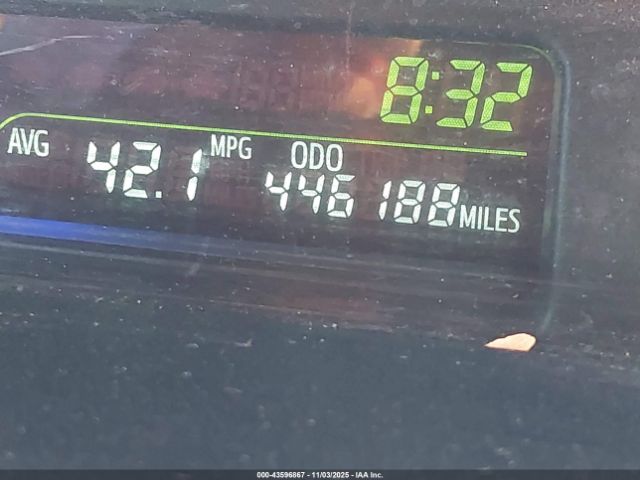 8:32
AVG 42.1 MPG ODO 446188 MILES
000-43596867 - 11/03/2025 - IAA Inc.